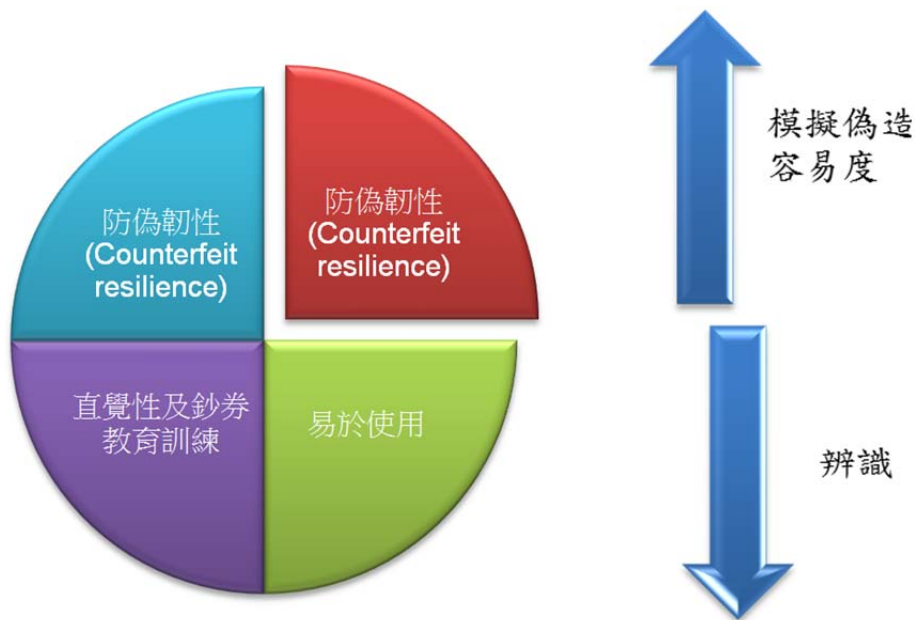 防偽韌性
(Counterfeit
resilience)
防偽韌性
(Counterfeit
resilience)
直覺性及鈔券
教育訓練
易於使用
模擬偽造
容易度
辨識